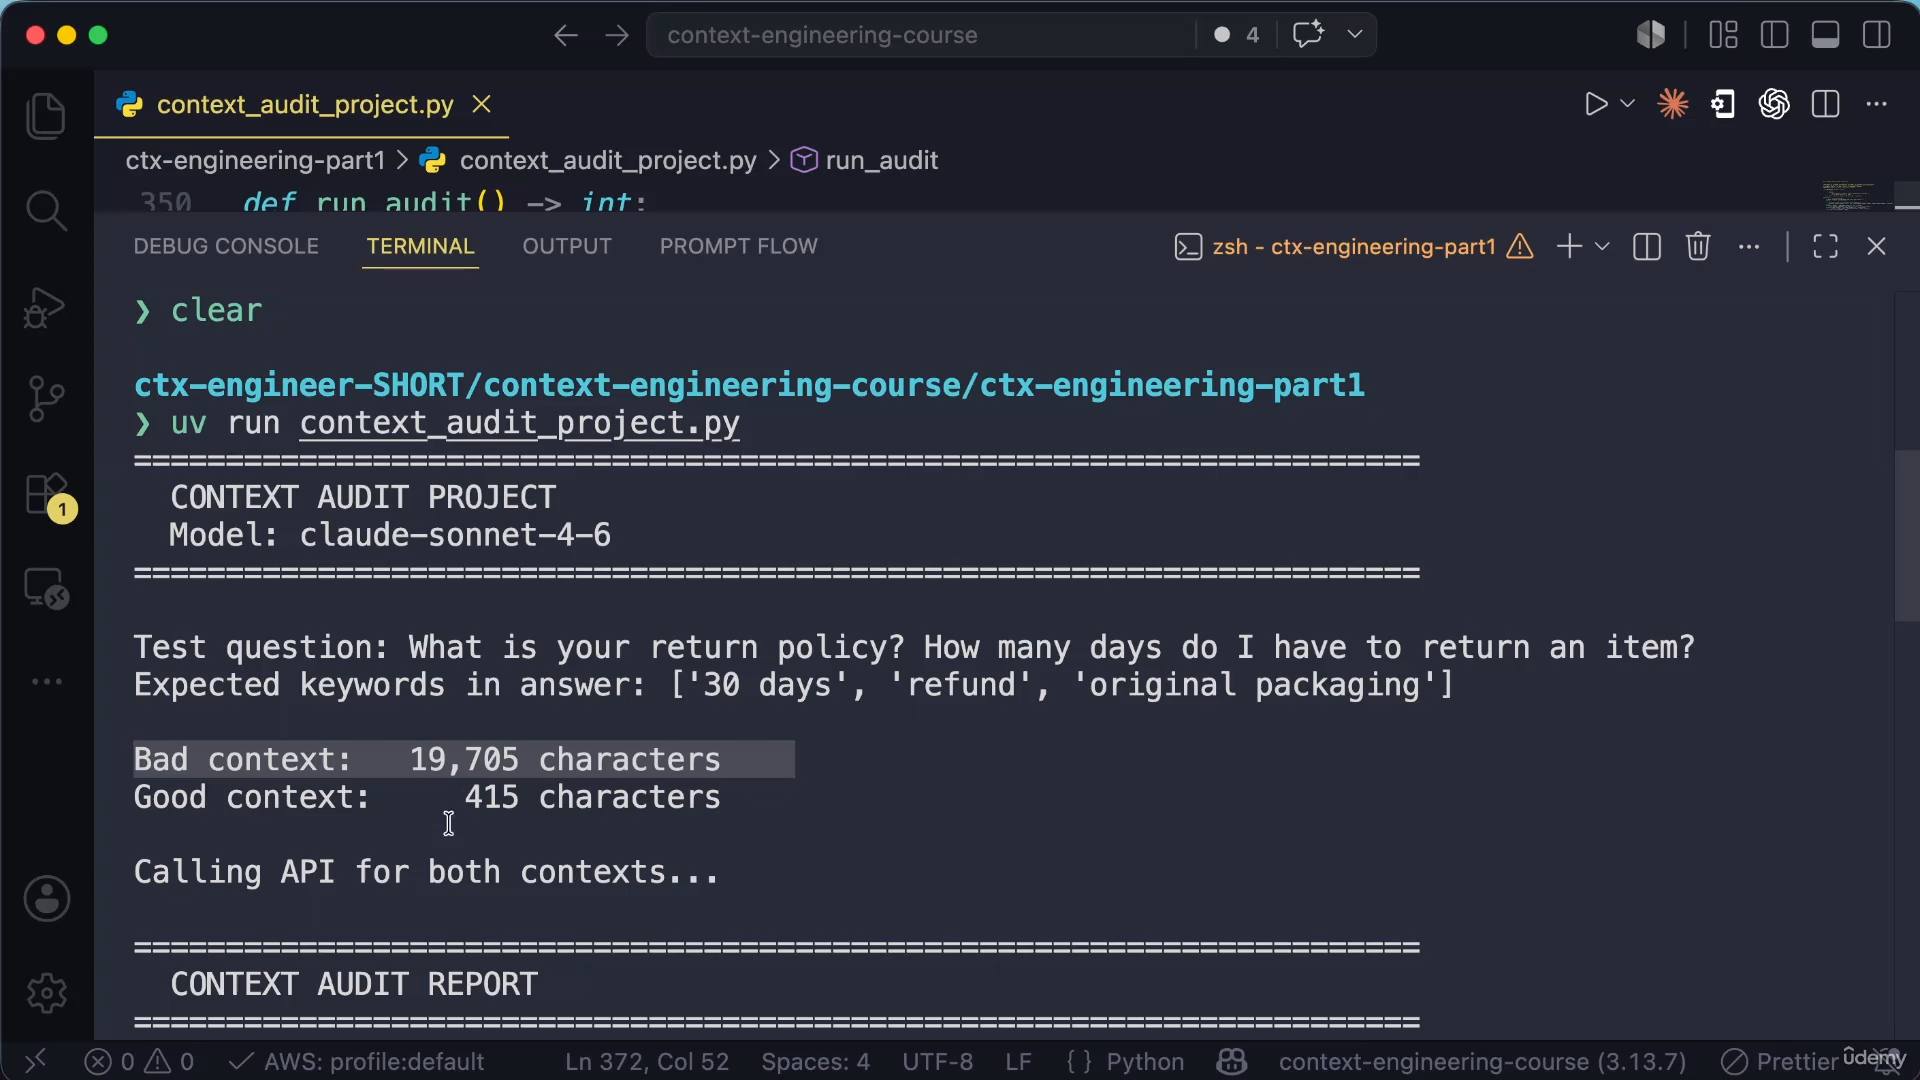 context-engineering-course
4
context_audit_project.py
ctx-engineering-part1 > context_audit_project.py > run_audit
350 def run_audit() -> int:
DEBUG CONSOLE TERMINAL OUTPUT PROMPT FLOW
zsh - ctx-engineering-part1
❯ clear
ctx-engineer-SHORT/context-engineering-course/ctx-engineering-part1
❯ uv run context_audit_project.py
======================================================================
CONTEXT AUDIT PROJECT
Model: claude-sonnet-4-6
======================================================================
Test question: What is your return policy? How many days do I have to return an item?
Expected keywords in answer: ['30 days', 'refund', 'original packaging']
Bad context: 19,705 characters
Good context: 415 characters
Calling API for both contexts...
======================================================================
CONTEXT AUDIT REPORT
======================================================================
1
0 0 AWS: profile:default Ln 372, Col 52 Spaces: 4 UTF-8 LF {} Python context-engineering-course (3.13.7) Prettier
ûdemy